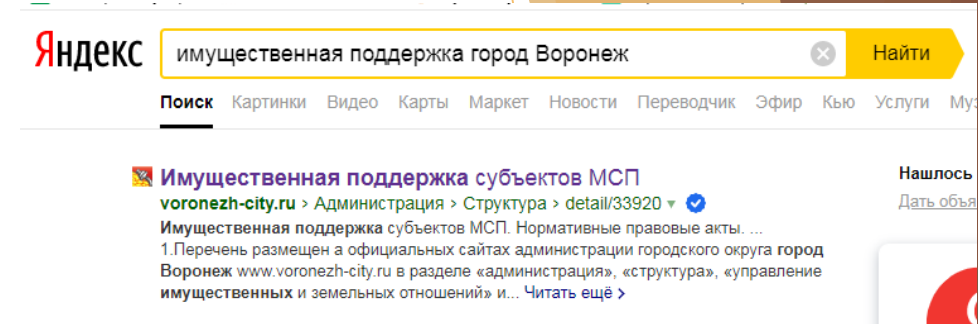 Яндекс имущественная поддержка город Воронеж Найти
Поиск Картинки Видео Карты Маркет Новости Переводчик Эфир Кью Услуги
Имущественная поддержка субъектов МСП
Нашлось
voronezh-city.ru > Администрация > Структура > detail/33920
Дать объя
Имущественная поддержка субъектов МСП. Нормативные правовые акты. ...
1.Перечень размещен а официальных сайтах администрации городского округа город
Воронеж www.voronezh-city.ru в разделе «администрация», «структура», «управление
имущественных и земельных отношений» и... Читать ещё >